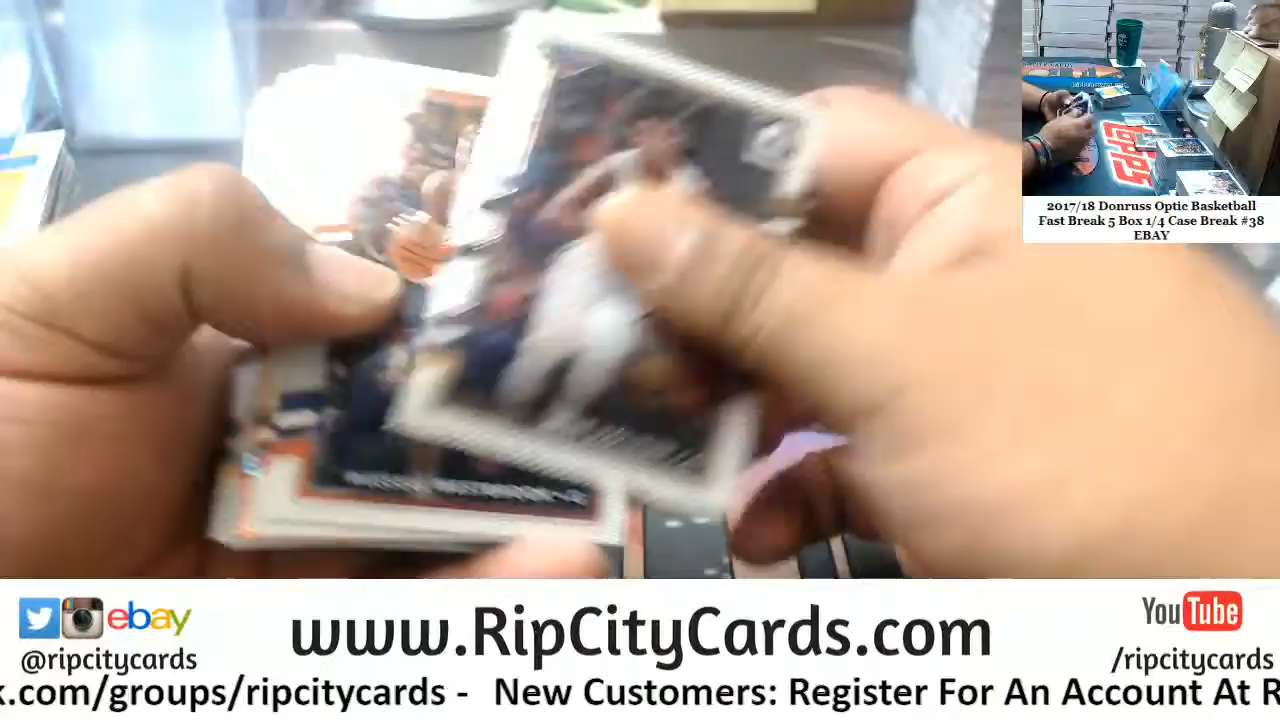 2017/18 Donruss Optic Basketball
Fast Break 5 Box 1/4 Case Break #38
EBAY
topps
ebay
www.RipCityCards.com
YouTube
@ripcitycards
/ripcitycards
k.com/groups/ripcitycards - New Customers: Register For An Account At R